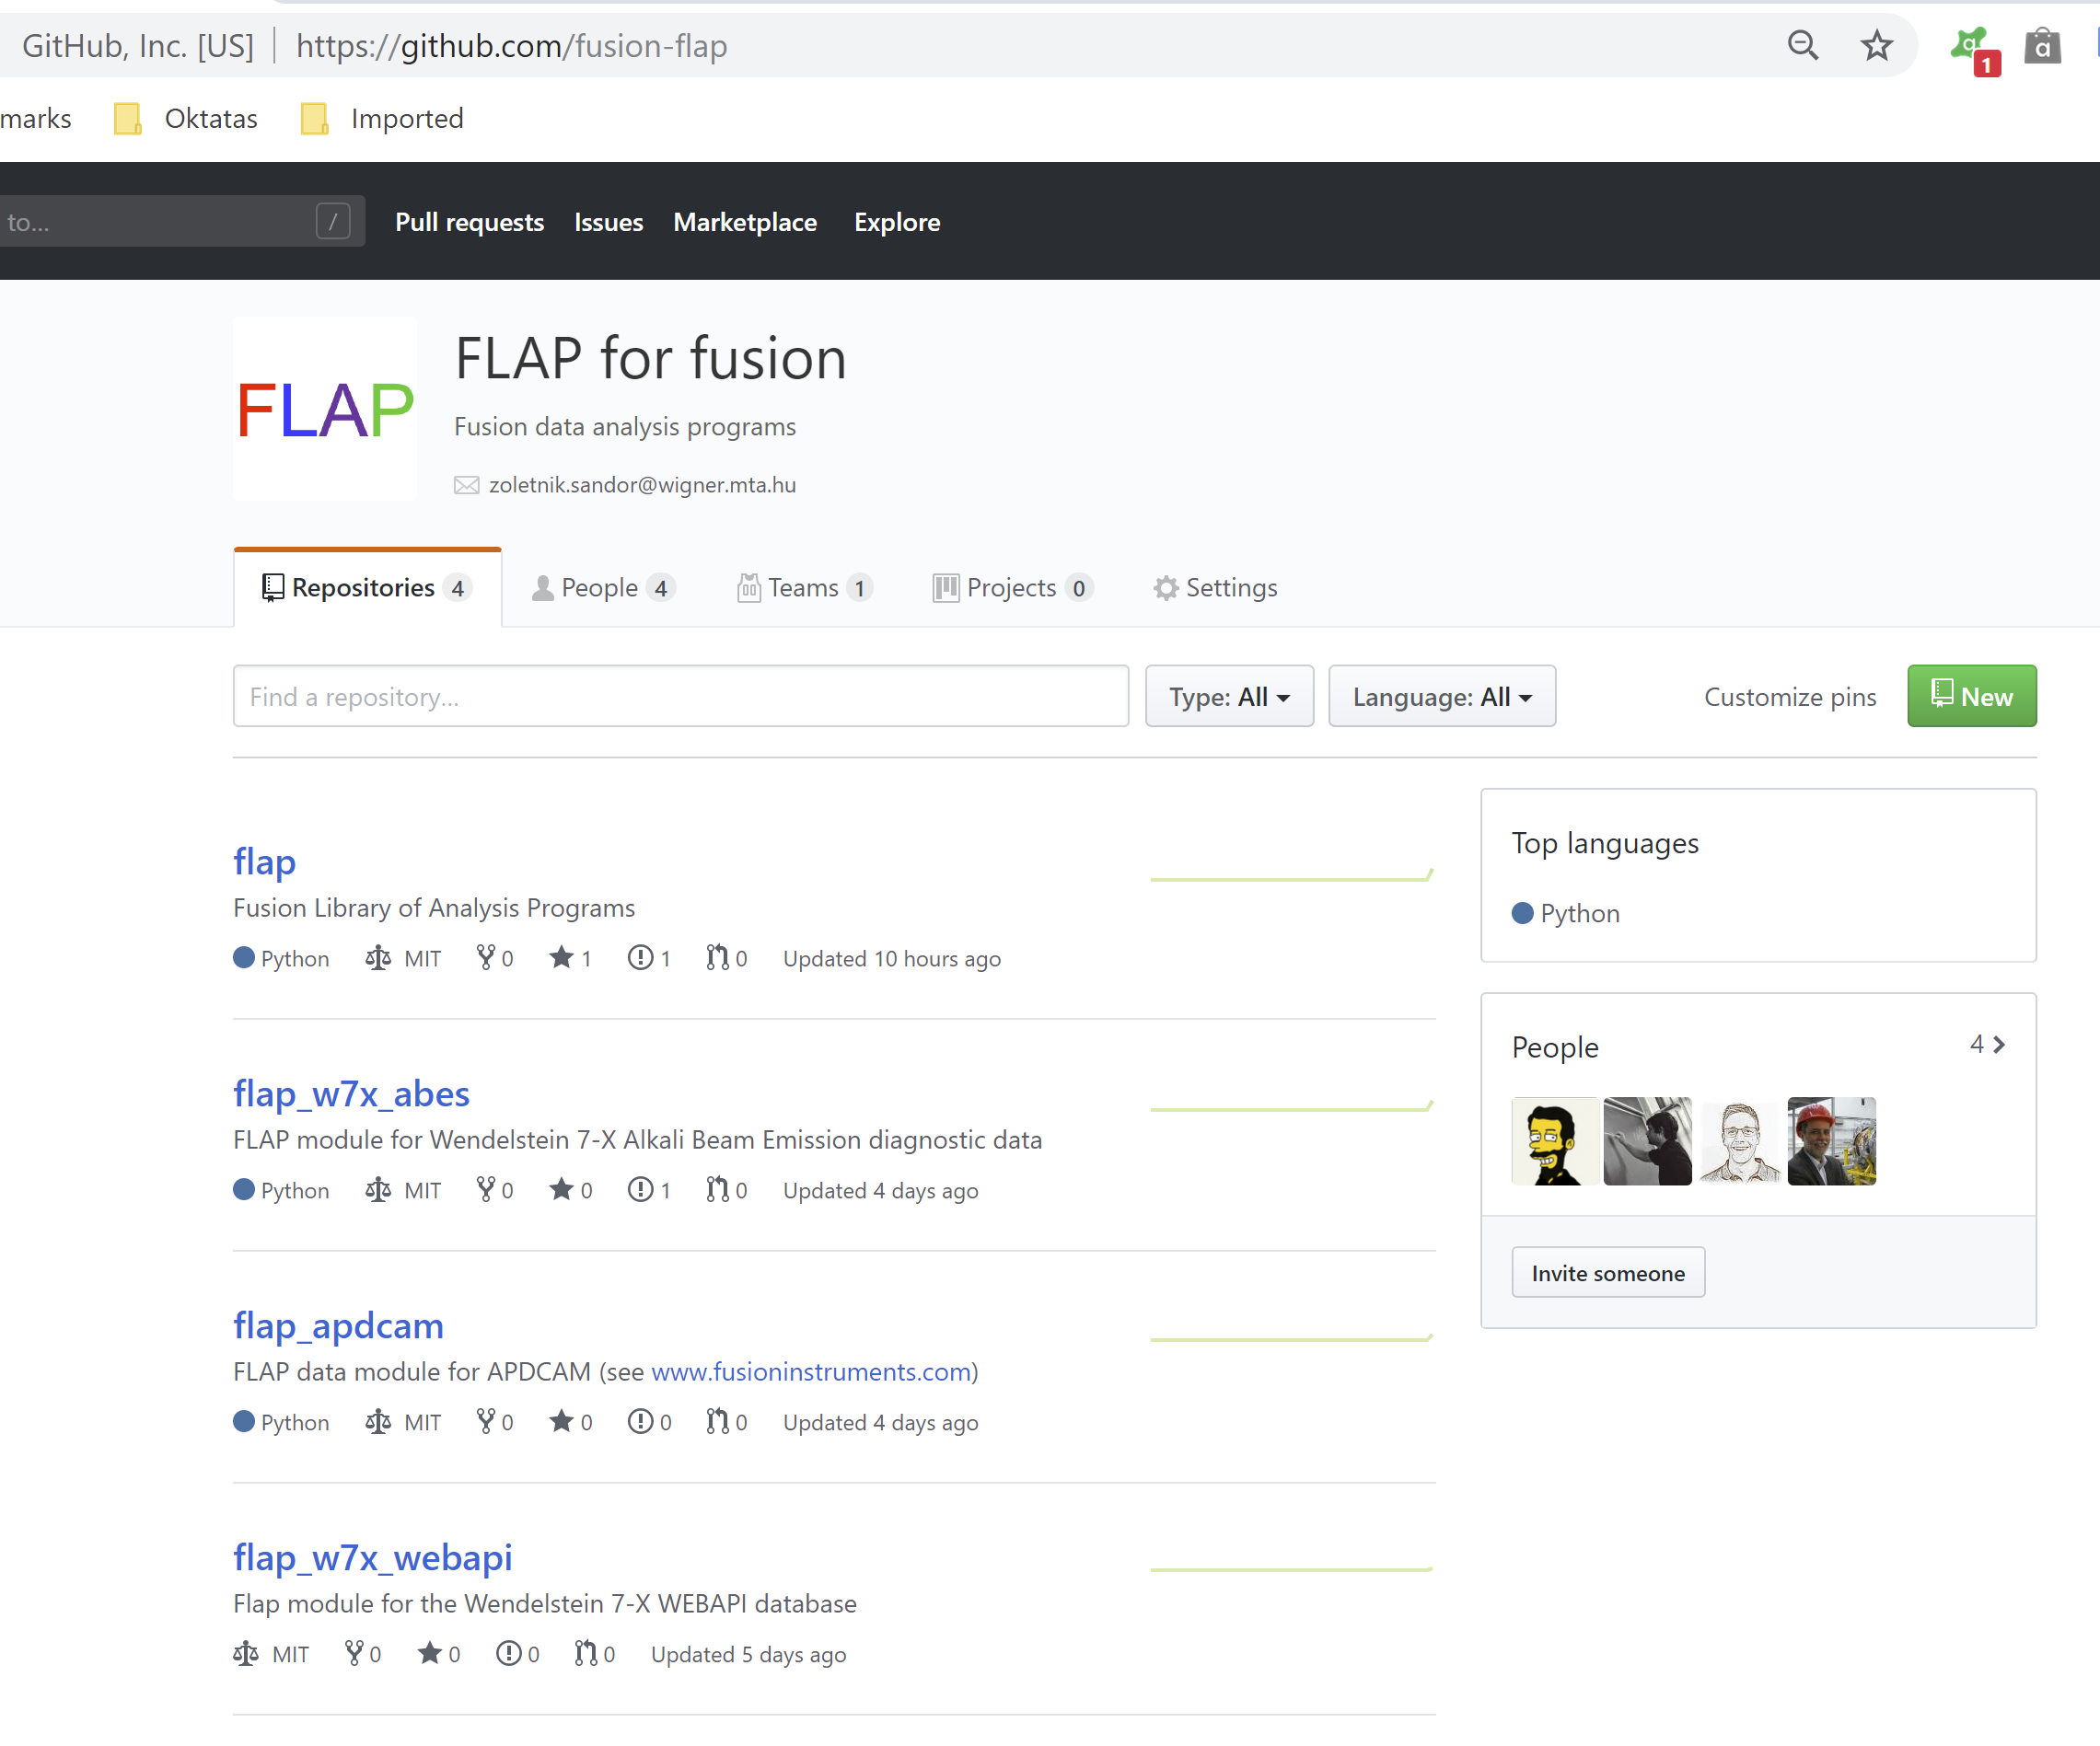 GitHub, Inc. [US] https://github.com/fusion-flap
a 1 a
marks Oktatas Imported
to... / Pull requests Issues Marketplace Explore
FLAP
FLAP for fusion
Fusion data analysis programs
zoletnik.sandor@wigner.mta.hu
Repositories 4 People 4 Teams 1 Projects 0 Settings
Find a repository... Type: All Language: All Customize pins New
flap
Fusion Library of Analysis Programs
Python MIT 0 1 1 0 Updated 10 hours ago
flap_w7x_abes
FLAP module for Wendelstein 7-X Alkali Beam Emission diagnostic data
Python MIT 0 0 1 0 Updated 4 days ago
flap_apdcam
FLAP data module for APDCAM (see www.fusioninstruments.com)
Python MIT 0 0 0 0 Updated 4 days ago
flap_w7x_webapi
Flap module for the Wendelstein 7-X WEBAPI database
MIT 0 0 0 0 Updated 5 days ago
Top languages
Python
People 4
Invite someone